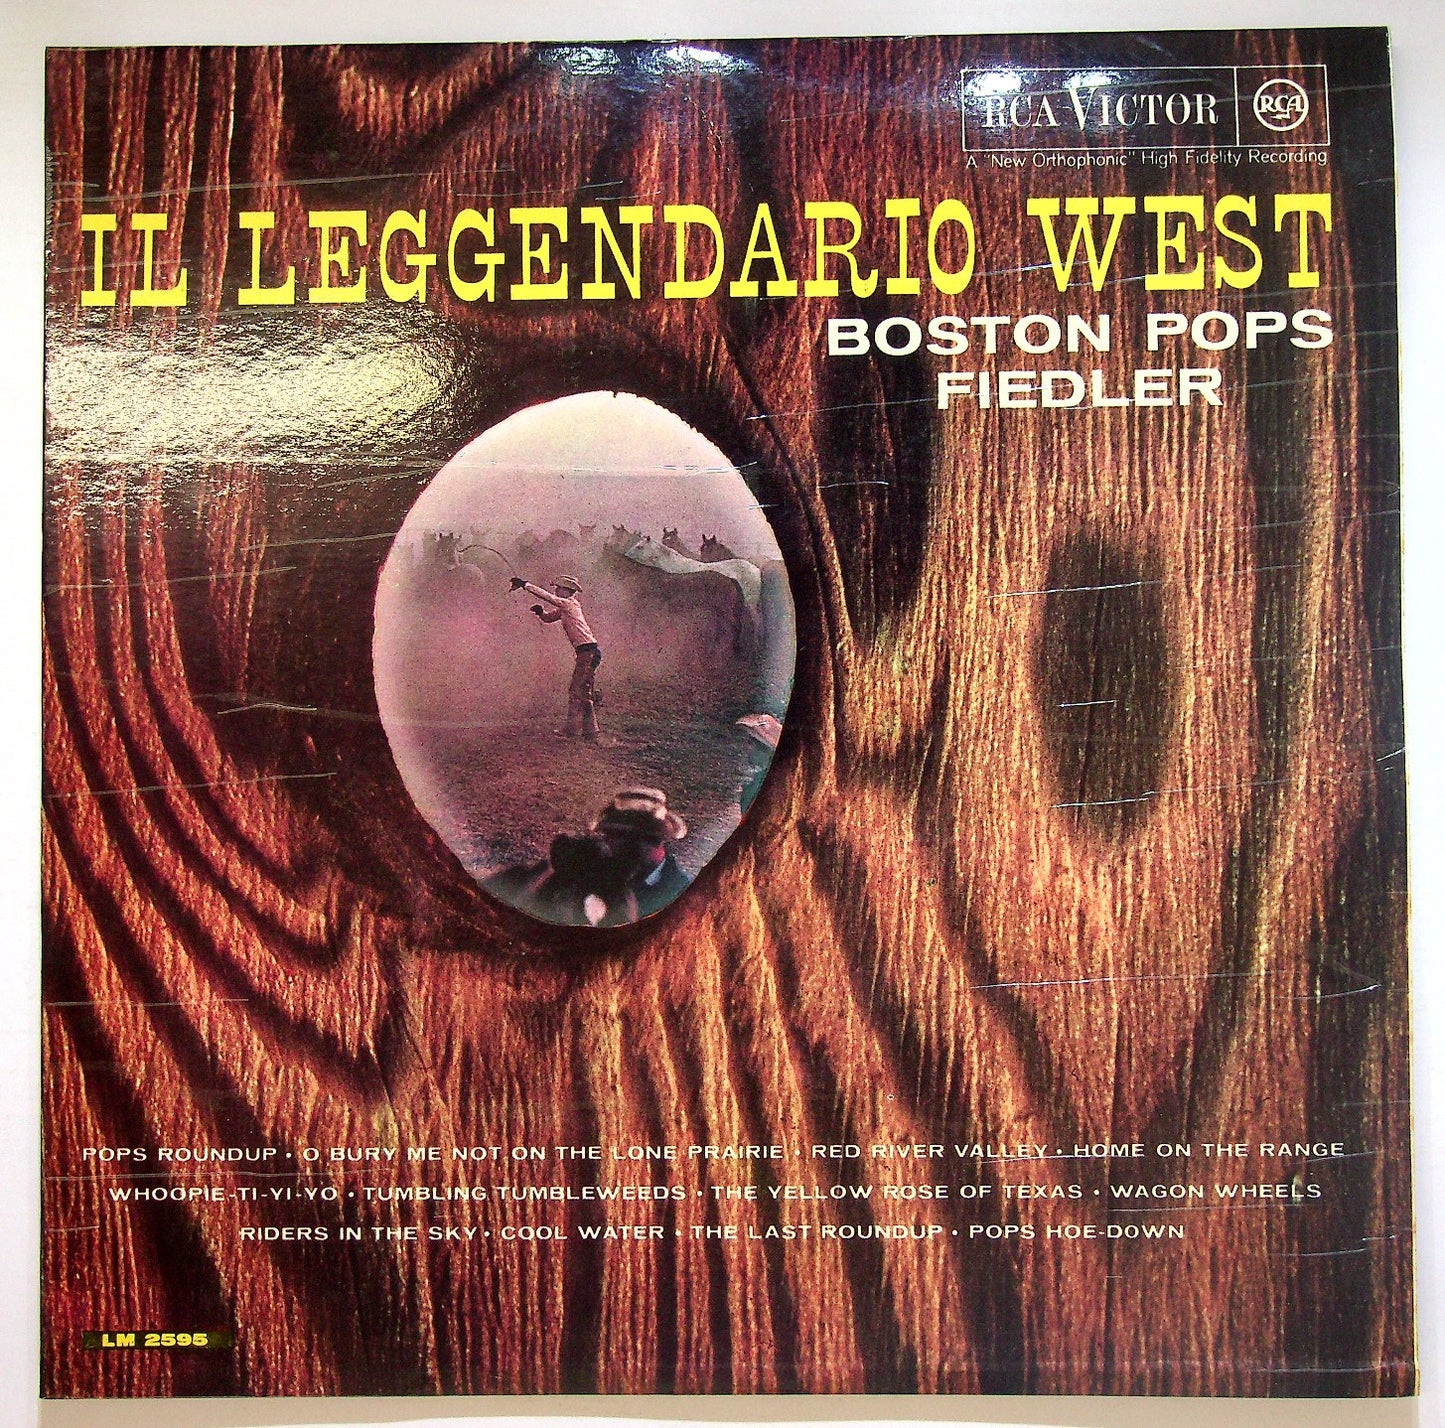 RCA VICTOR RCA
A "New Orthophonic" High Fidelity Recording
IL LEGGENDARIO WEST
BOSTON POPS
FIEDLER
POPS ROUNDUP • O BURY ME NOT ON THE LONE PRAIRIE • RED RIVER VALLEY • HOME ON THE RANGE
WHOOPIE-TI-YI-YO • TUMBLING TUMBLEWEEDS • THE YELLOW ROSE OF TEXAS • WAGON WHEELS
RIDERS IN THE SKY • COOL WATER • THE LAST ROUNDUP • POPS HOE-DOWN
LM 2595